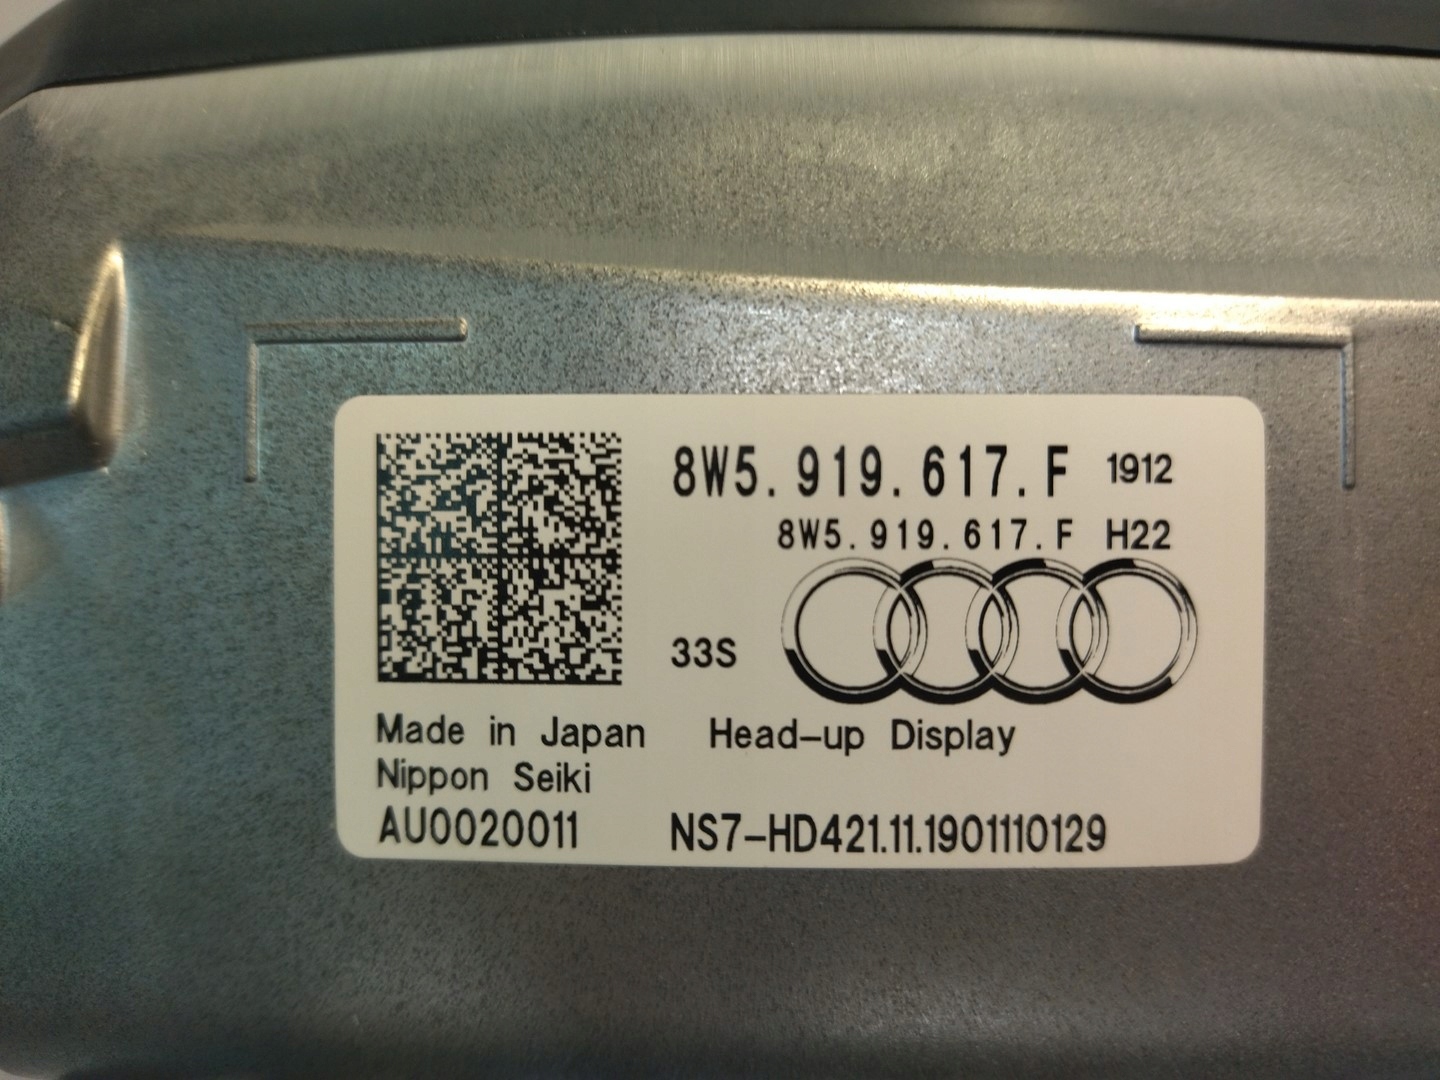 8W5.919.617.F 1912
8W5.919.617.F H22
33S
Made in Japan Head-up Display
Nippon Seiki
AU0020011 NS7-HD421.11.1901110129